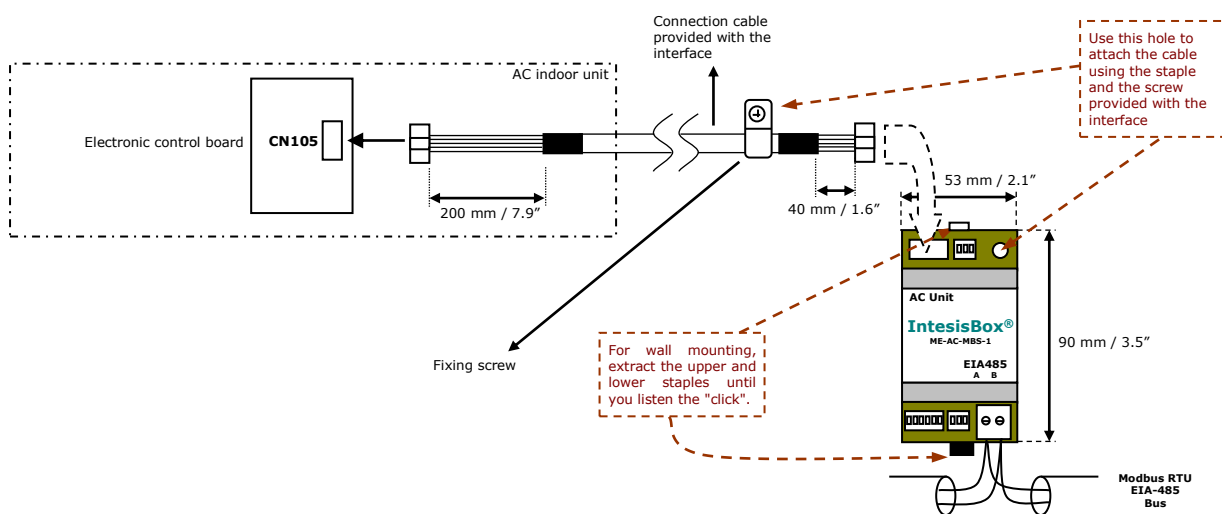 Connection cable
provided with the
interface
Use this hole to
attach the cable
using the staple
and the screw
provided with the
interface
AC indoor unit
Electronic control board
CN105
200 mm / 7.9”
40 mm / 1.6”
53 mm / 2.1”
AC Unit
IntesisBox®
ME-AC-MBS-1
EIA485
A B
90 mm / 3.5”
Fixing screw
For wall mounting,
extract the upper and
lower staples until
you listen the "click".
Modbus RTU
EIA-485
Bus